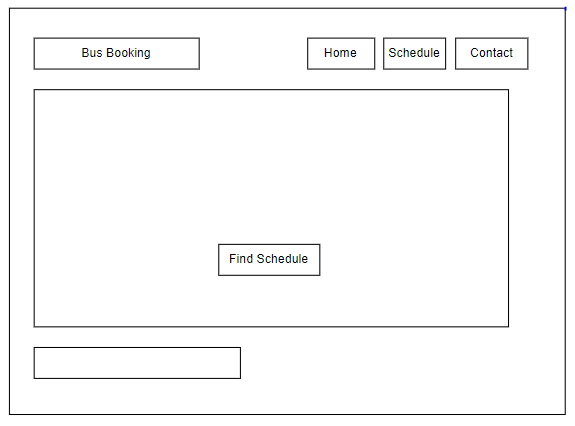 Bus Booking
Home
Schedule
Contact
Find Schedule